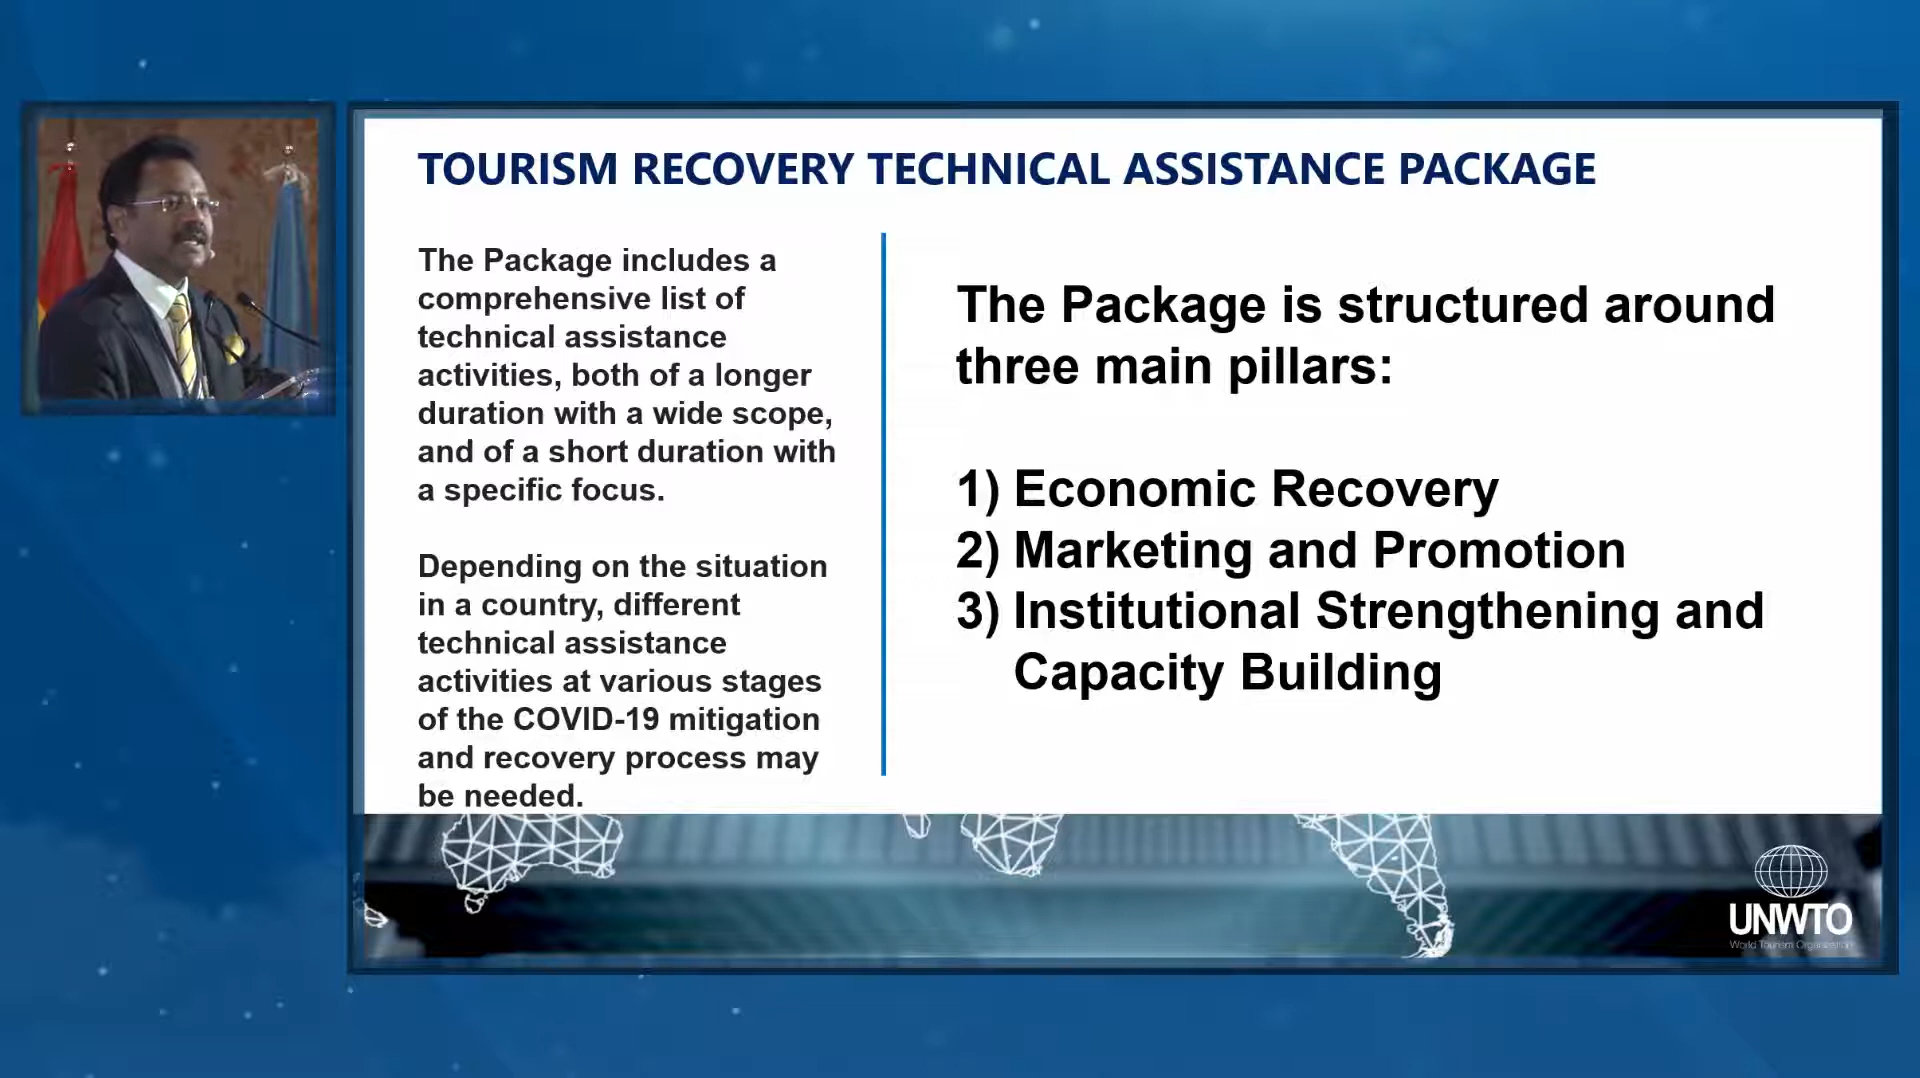 TOURISM RECOVERY TECHNICAL ASSISTANCE PACKAGE
The Package includes a
comprehensive list of
technical assistance
activities, both of a longer
duration with a wide scope,
and of a short duration with
a specific focus.
Depending on the situation
in a country, different
technical assistance
activities at various stages
of the COVID-19 mitigation
and recovery process may
be needed.
The Package is structured around
three main pillars:
1) Economic Recovery
2) Marketing and Promotion
3) Institutional Strengthening and
Capacity Building
UNWTO
World Tourism Organization